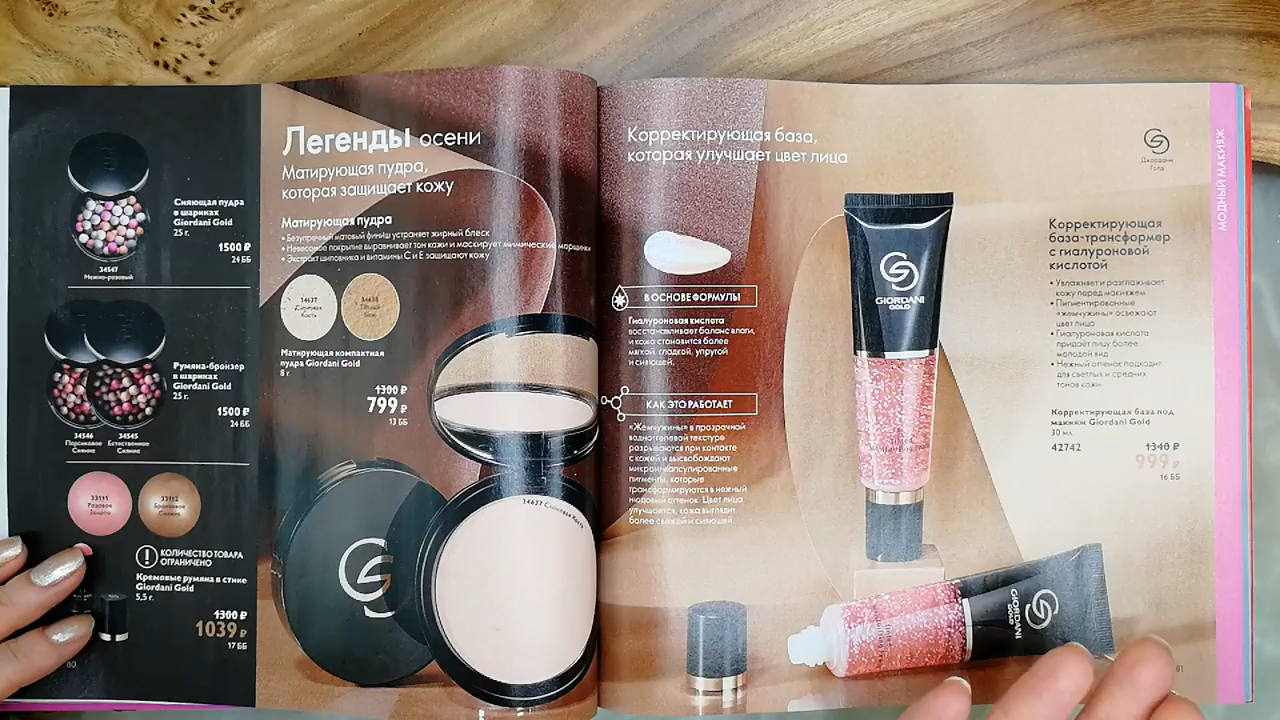 Сияющая пудра
в шариках
Giordani Gold
25 г.
1500 ₽
24 ББ
34547
Нежно-розовый
Румяна-бронзер
в шариках
Giordani Gold
25 г.
1500 ₽
24 ББ
34546
Персиковое
Сияние
34545
Естественное
Сияние
33111
Розовое
Золото
33112
Бронзовое
Сияние
КОЛИЧЕСТВО ТОВАРА
ОГРАНИЧЕНО
Кремовые румяна в стике
Giordani Gold
5,5 г.
1300 ₽
1039 ₽
17 ББ
80
Легенды осени
Матирующая пудра,
которая защищает кожу
Матирующая пудра
• Безупречный матовый финиш устраняет жирный блеск
• Невесомое покрытие выравнивает тон кожи и маскирует мимические морщинки
• Экстракт шиповника и витамины С и Е защищают кожу
34637
Слоновая
Кость
34638
Тёплый
Беж
Матирующая компактная
пудра Giordani Gold
8 г.
1300 ₽
799 ₽
13 ББ
34637 Слоновая Кость
Корректирующая база,
которая улучшает цвет лица
В ОСНОВЕ ФОРМУЛЫ
Гиалуроновая кислота
восстанавливает баланс влаги,
и кожа становится более
мягкой, гладкой, упругой
и сияющей.
КАК ЭТО РАБОТАЕТ
«Жемчужины» в прозрачной
водно-гелевой текстуре
разрываются при контакте
с кожей и высвобождают
микроинкапсулированные
пигменты, которые
трансформируются в нежный
нюдовый оттенок. Цвет лица
улучшается, кожа выглядит
более свежей и сияющей.
GIORDANI
GOLD
GIORDANI
GOLD
Джордани
Голд
МОДНЫЙ МАКИЯЖ
Корректирующая
база-трансформер
с гиалуроновой
кислотой
• Увлажняет и разглаживает
кожу перед макияжем
• Пигментированные
«жемчужины» освежают
цвет лица
• Гиалуроновая кислота
придаёт лицу более
молодой вид
• Нежный оттенок подходит
для светлых и средних
тонов кожи
Корректирующая база под
макияж Giordani Gold
30 мл.
42742
1340 ₽
999 ₽
16 ББ
81